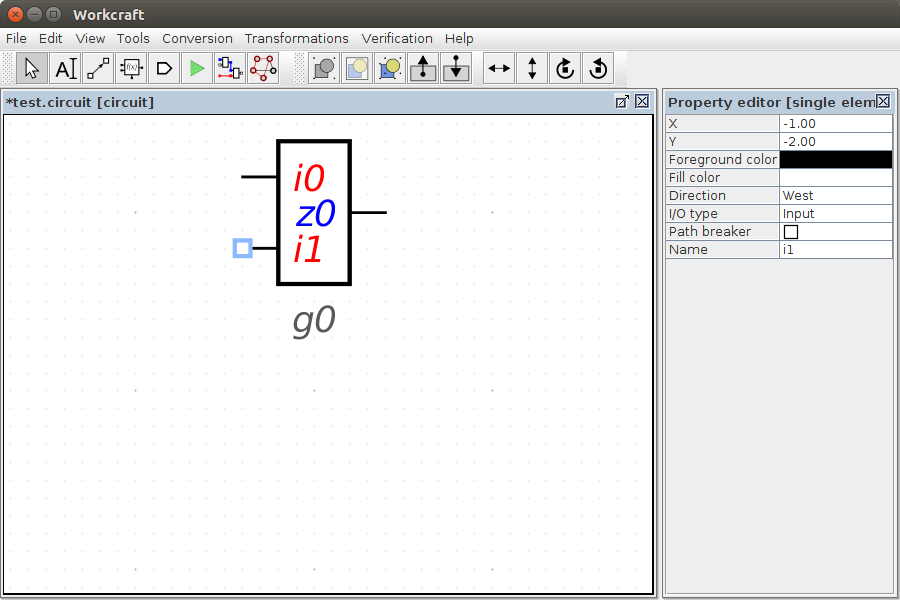 Workcraft
File Edit View Tools Conversion Transformations Verification Help
*test.circuit [circuit]
i0
z0
i1
g0
Property editor [single elem
X -1.00
Y -2.00
Foreground color
Fill color
Direction West
I/O type Input
Path breaker
Name i1